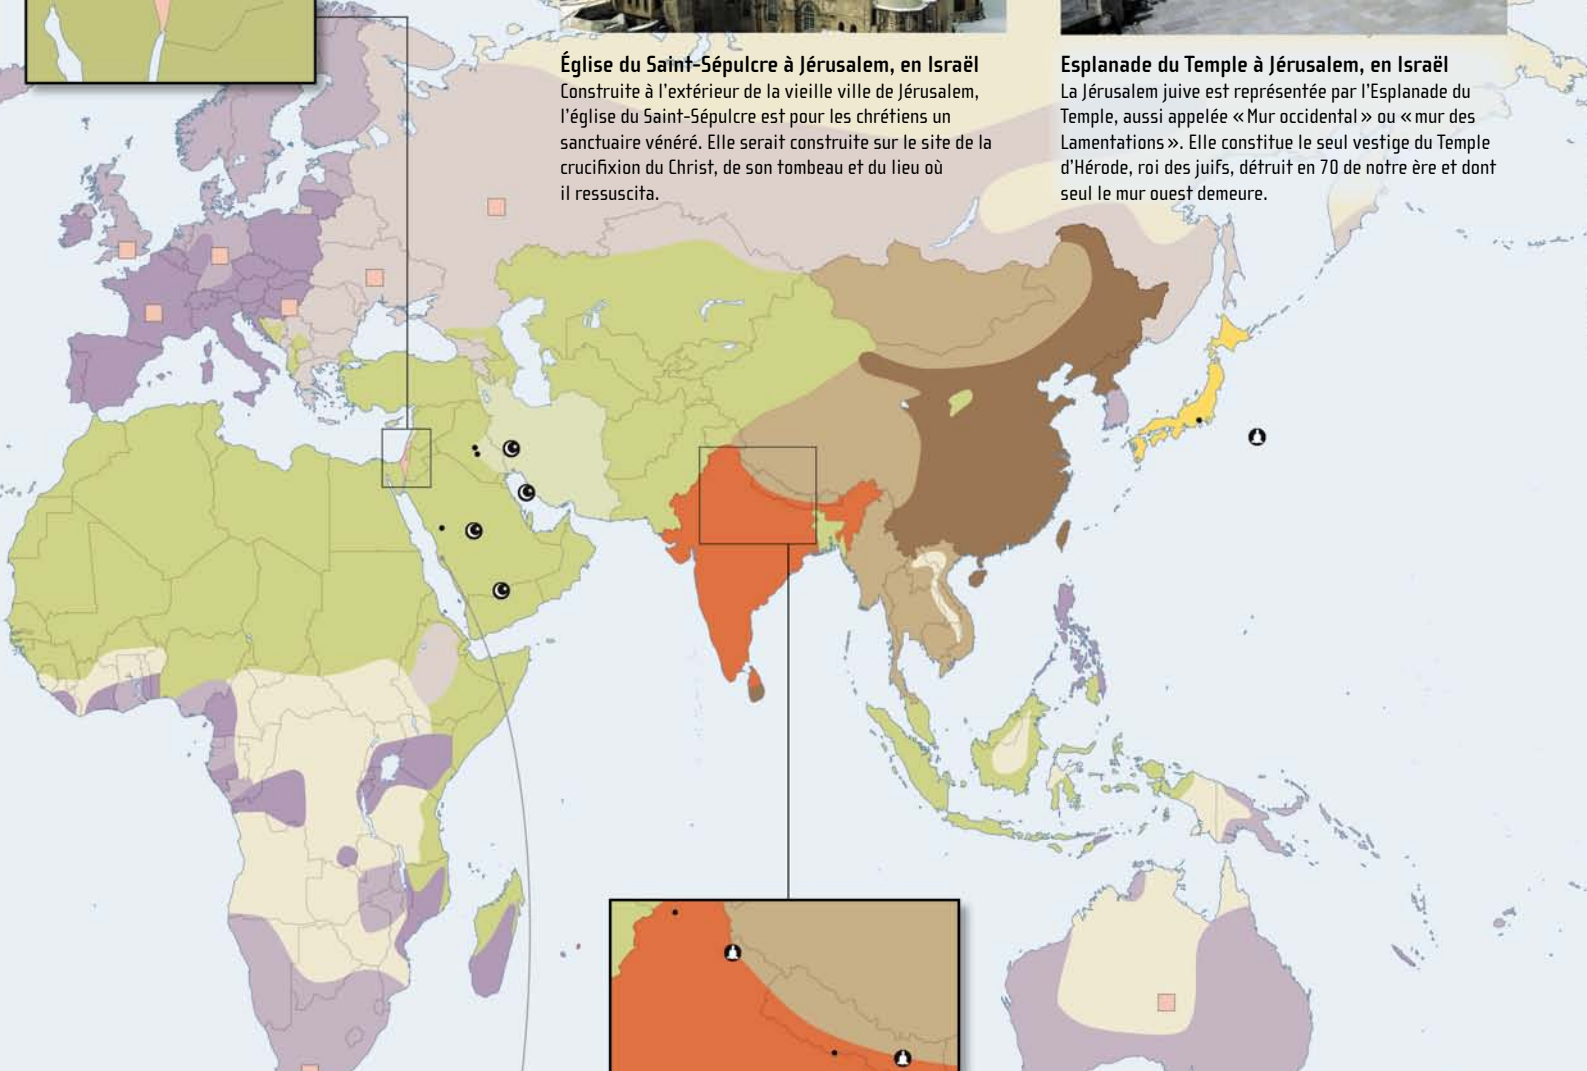 Église du Saint-Sépulcre à Jérusalem, en Israël
Construite à l'extérieur de la vieille ville de Jérusalem,
l'église du Saint-Sépulcre est pour les chrétiens un
sanctuaire vénéré. Elle serait construite sur le site de la
crucifixion du Christ, de son tombeau et du lieu où
il ressuscita.
Esplanade du Temple à Jérusalem, en Israël
La Jérusalem juive est représentée par l'Esplanade du
Temple, aussi appelée « Mur occidental » ou « mur des
Lamentations ». Elle constitue le seul vestige du Temple
d'Hérode, roi des juifs, détruit en 70 de notre ère et dont
seul le mur ouest demeure.